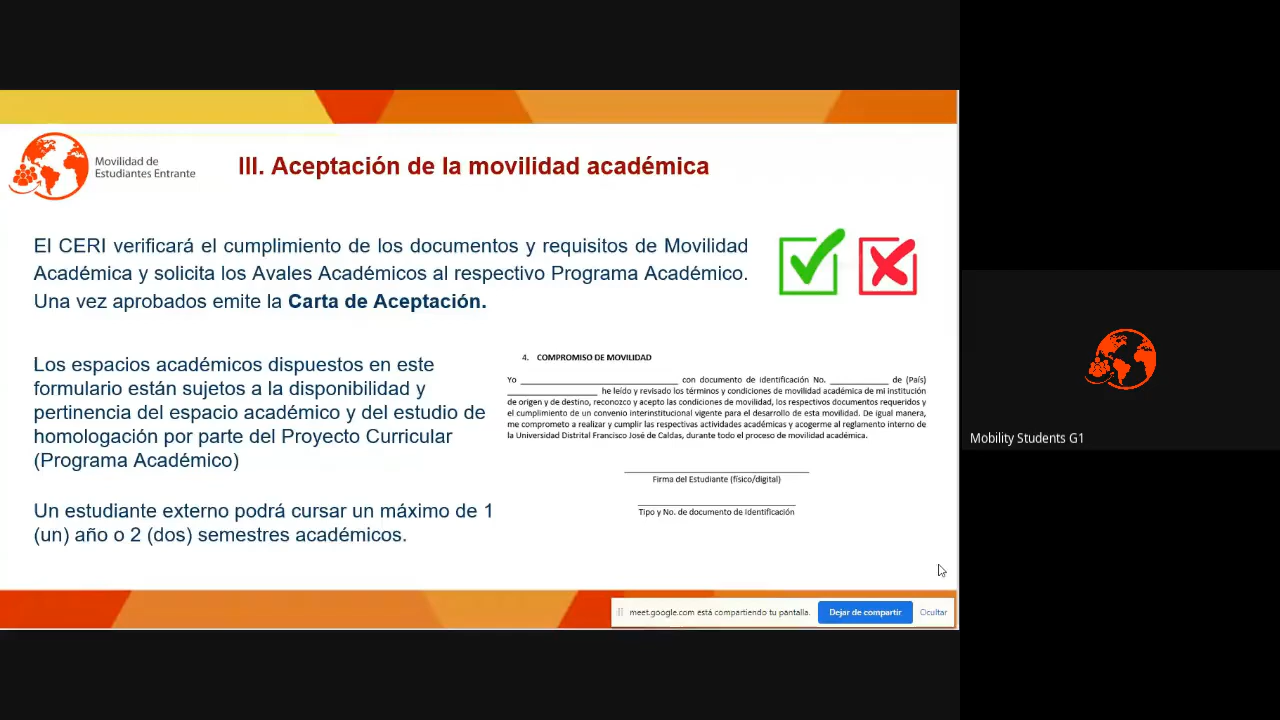 Movilidad de
Estudiantes Entrante
III. Aceptación de la movilidad académica
El CERI verificará el cumplimiento de los documentos y requisitos de Movilidad
Académica y solicita los Avales Académicos al respectivo Programa Académico.
Una vez aprobados emite la Carta de Aceptación.
Los espacios académicos dispuestos en este
formulario están sujetos a la disponibilidad y
pertinencia del espacio académico y del estudio de
homologación por parte del Proyecto Curricular
(Programa Académico)
Un estudiante externo podrá cursar un máximo de 1
(un) año o 2 (dos) semestres académicos.
4. COMPROMISO DE MOVILIDAD
Yo ______ con documento de identificación No. ______ de (País)
______ he leído y revisado los términos y condiciones de movilidad académica de mi institución
de origen y de destino, reconozco y acepto las condiciones de movilidad, los respectivos documentos requeridos y
el cumplimiento de un convenio interinstitucional vigente para el desarrollo de esta movilidad. De igual manera,
me comprometo a realizar y cumplir las respectivas actividades académicas y acogerme al reglamento interno de
la Universidad Distrital Francisco José de Caldas, durante todo el proceso de movilidad académica.
Firma del Estudiante (físico/digital)
Tipo y No. de documento de Identificación
meet.google.com está compartiendo tu pantalla.
Dejar de compartir
Ocultar
Mobility Students G1